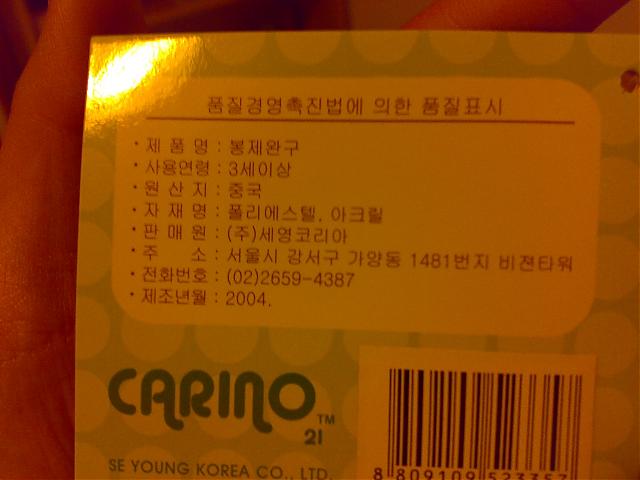 품질경영촉진법에 의한 품질표시
· 제 품 명 : 봉제완구
· 사용연령 : 3세이상
· 원 산 지 : 중국
· 자 재 명 : 폴리에스텔, 아크릴
· 판 매 원 : (주)세영코리아
· 주 소 : 서울시 강서구 가양동 1481번지 비젼타워
· 전화번호 : (02)2659-4387
· 제조년월 : 2004.
CARINO TM 21
SE YOUNG KOREA CO., LTD.
8 809109 523357